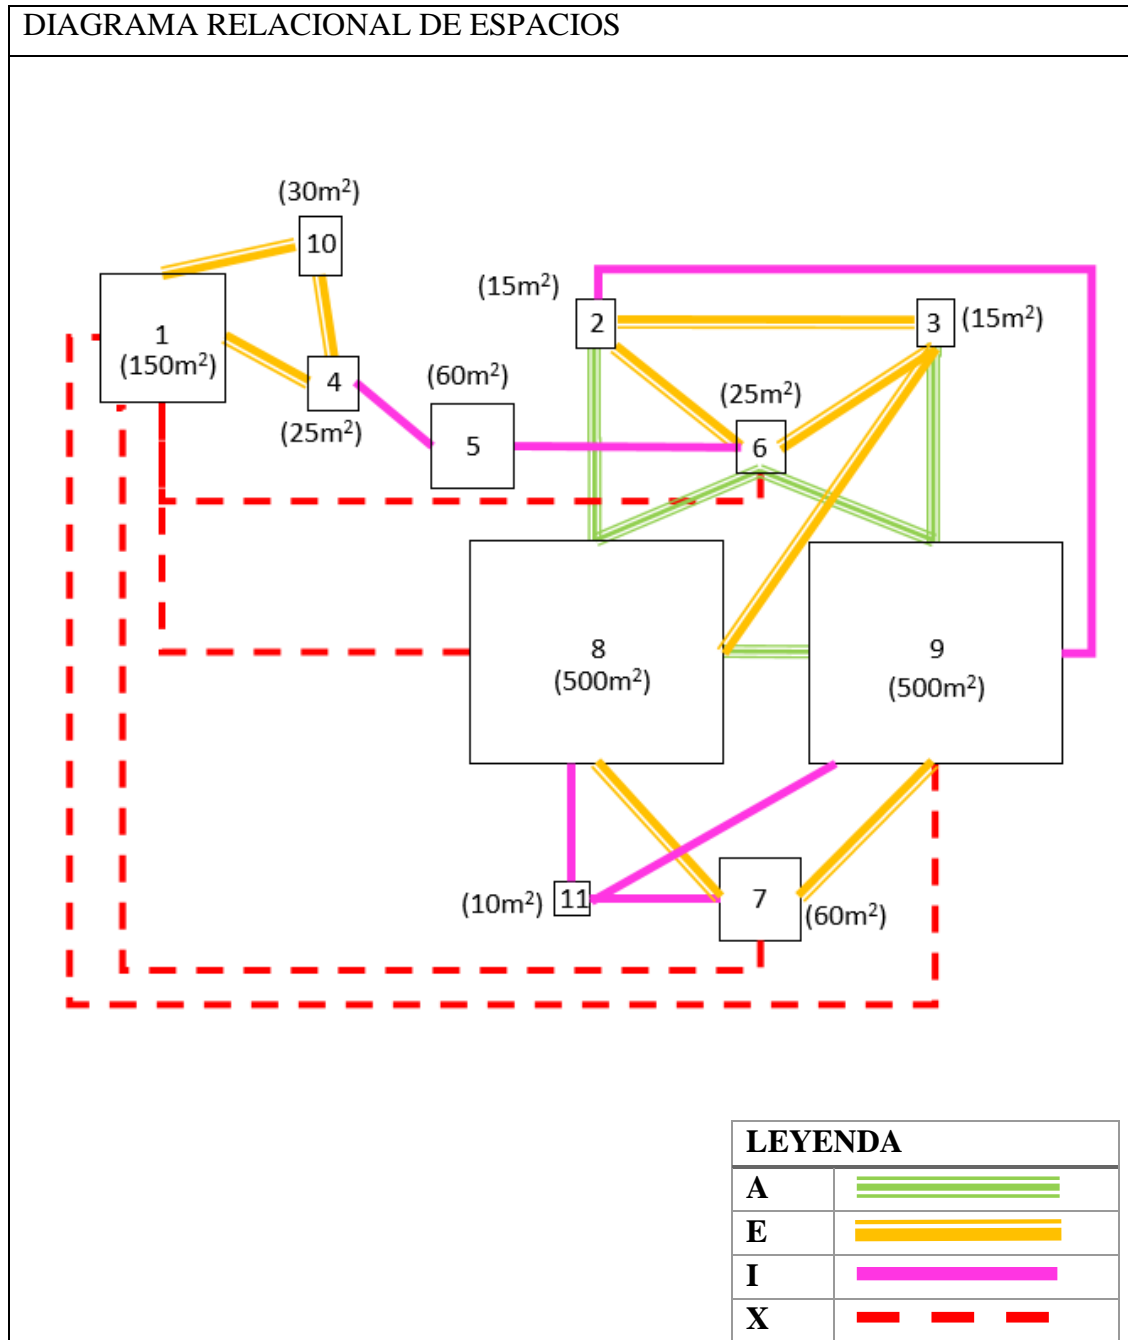 DIAGRAMA RELACIONAL DE ESPACIOS
(30m²)
10
1
(150m²)
4
(25m²)
(60m²)
5
(15m²)
2
3
(15m²)
(25m²)
6
8
(500m²)
9
(500m²)
(10m²)
11
7
(60m²)
LEYENDA
A
E
I
X